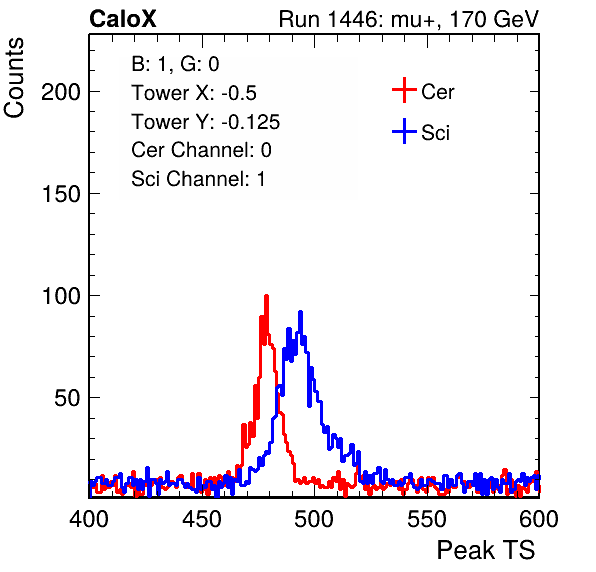 CaloX Run 1446: mu+, 170 GeV
Counts
B: 1, G: 0
Tower X: -0.5
Tower Y: -0.125
Cer Channel: 0
Sci Channel: 1
Cer
Sci
200
150
100
50
400 450 500 550 600
Peak TS